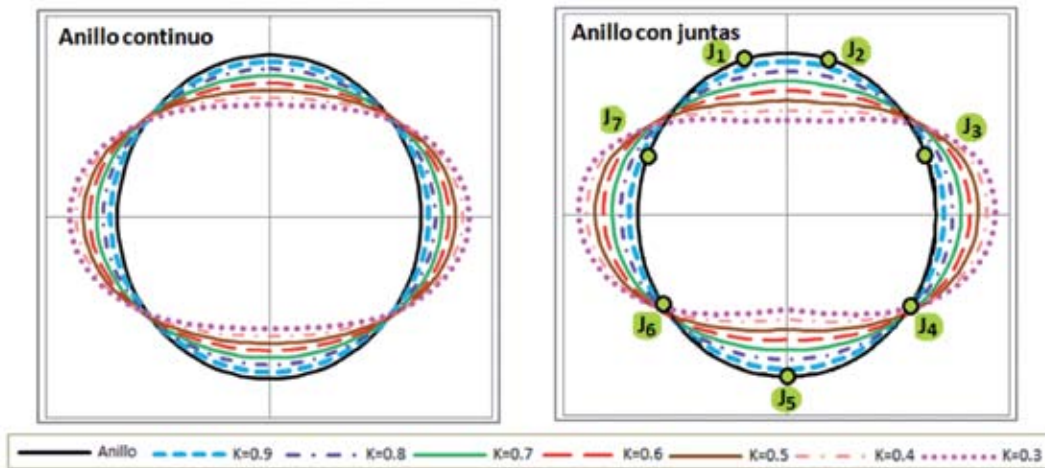 Anillo continuo
Anillo con juntas
J1
J2
J3
J4
J5
J6
J7
Anillo K=0.9 K=0.8 K=0.7 K=0.6 K=0.5 K=0.4 K=0.3